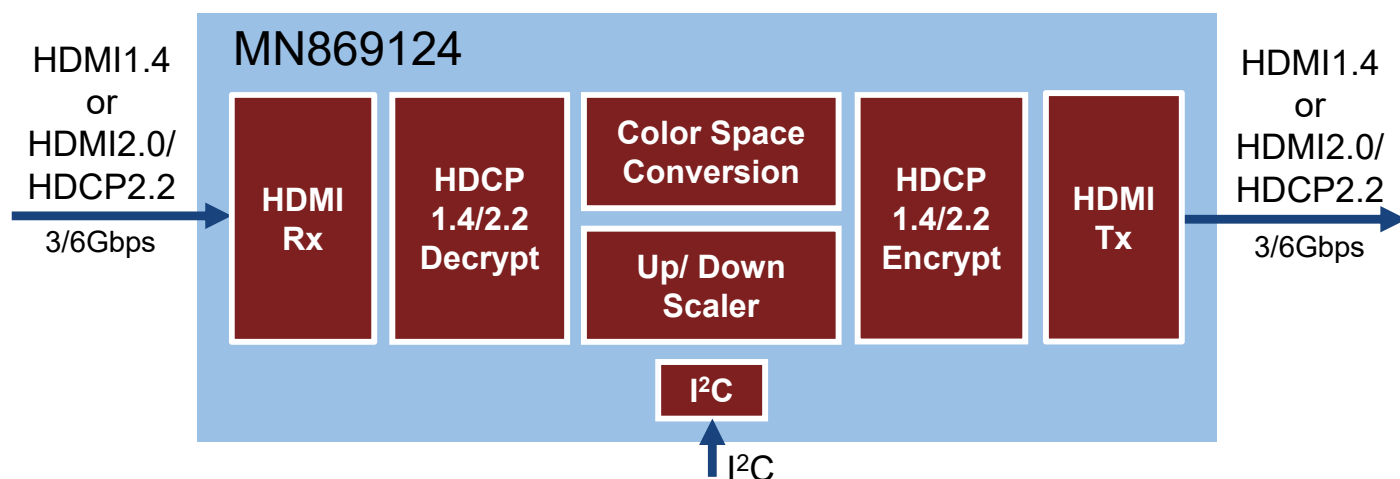 MN869124
HDMI1.4
or
HDMI2.0/
HDCP2.2
3/6Gbps
HDMI
Rx
HDCP
1.4/2.2
Decrypt
Color Space
Conversion
Up/ Down
Scaler
HDCP
1.4/2.2
Encrypt
HDMI
Tx
HDMI1.4
or
HDMI2.0/
HDCP2.2
3/6Gbps
I²C
I²C